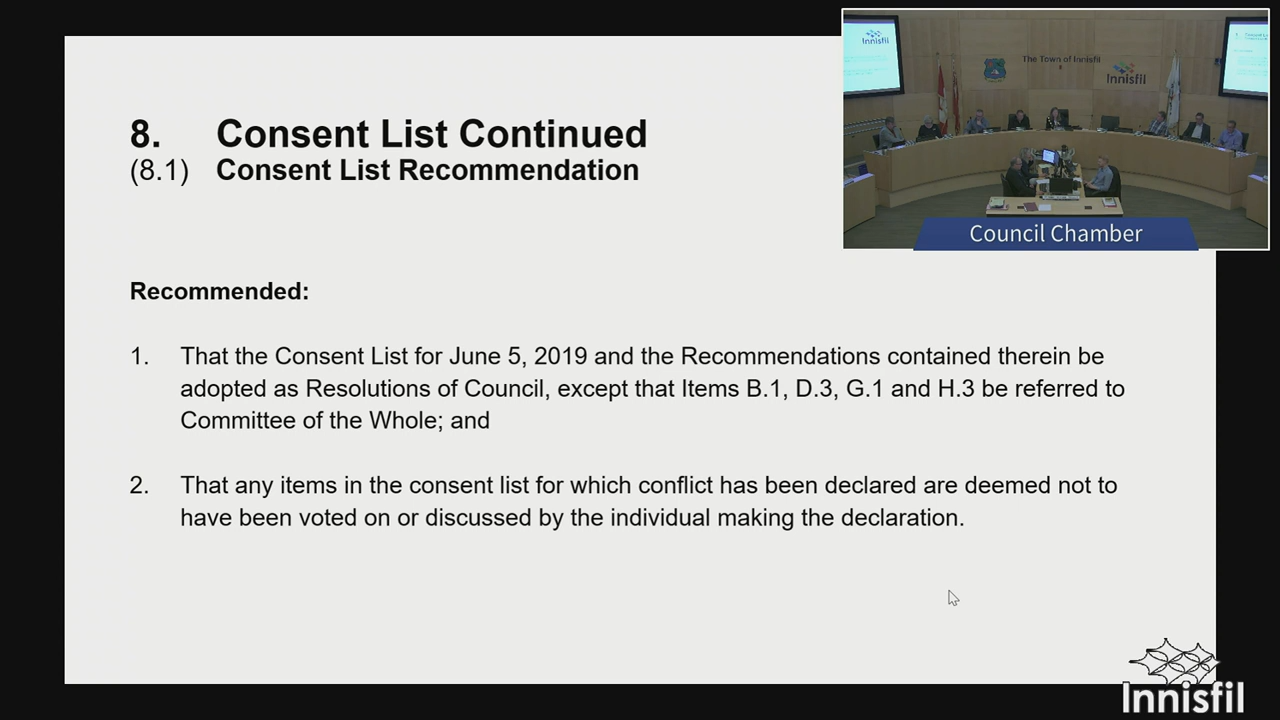 8. Consent List Continued
(8.1) Consent List Recommendation
Recommended:
1. That the Consent List for June 5, 2019 and the Recommendations contained therein be
adopted as Resolutions of Council, except that Items B.1, D.3, G.1 and H.3 be referred to
Committee of the Whole; and
2. That any items in the consent list for which conflict has been declared are deemed not to
have been voted on or discussed by the individual making the declaration.
Innisfil
The Town of Innisfil
Innisfil
Council Chamber
Innisfil